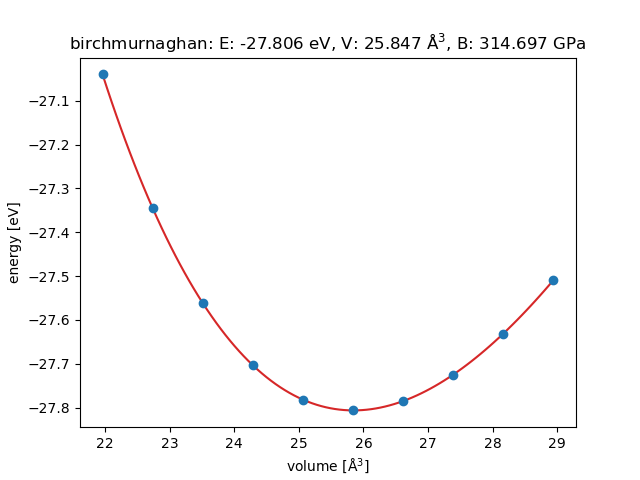 birchmurnaghan: E: -27.806 eV, V: 25.847 Å³, B: 314.697 GPa
energy [eV]
−27.1
−27.2
−27.3
−27.4
−27.5
−27.6
−27.7
−27.8
22 23 24 25 26 27 28 29
volume [Å³]